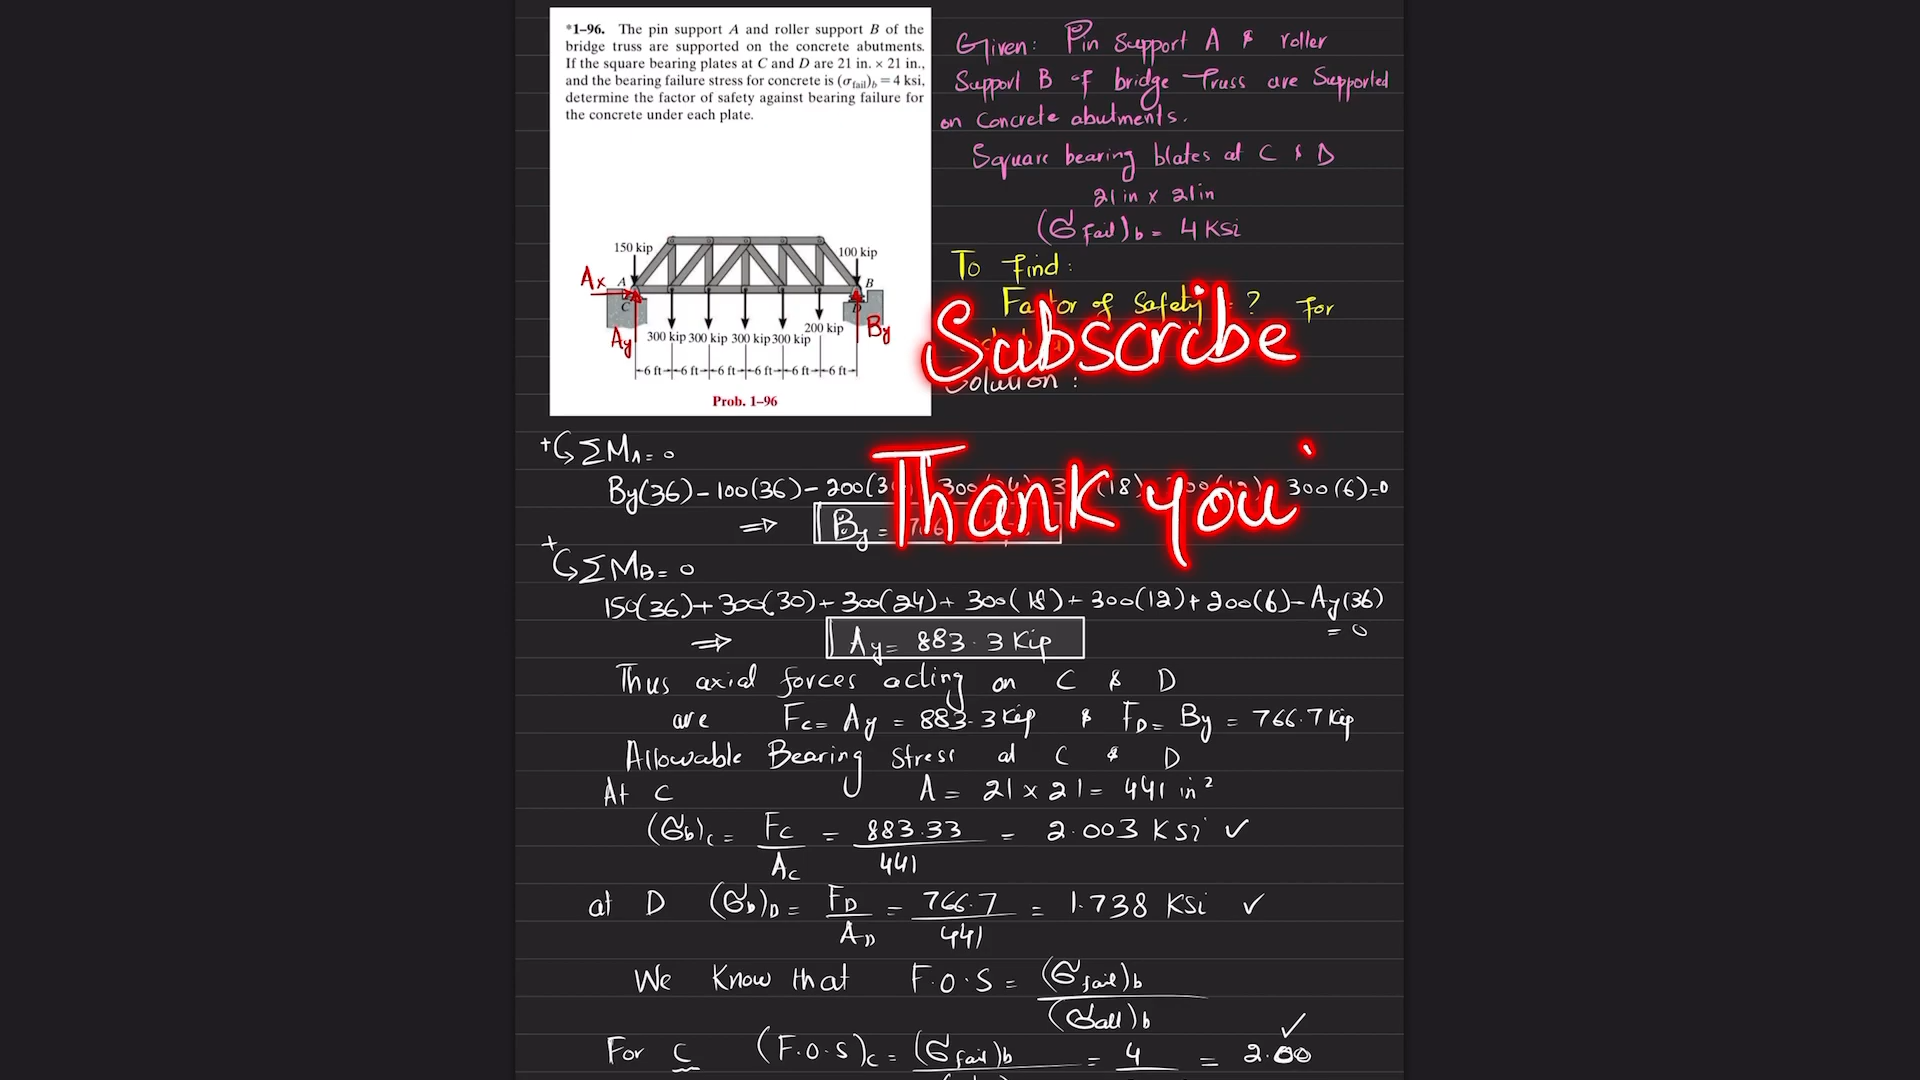 *1–96. The pin support A and roller support B of the
bridge truss are supported on the concrete abutments.
If the square bearing plates at C and D are 21 in. × 21 in.,
and the bearing failure stress for concrete is (σfail)b = 4 ksi,
determine the factor of safety against bearing failure for
the concrete under each plate.
150 kip
100 kip
Ax
A
B
C
D
Ay
By
200 kip
300 kip 300 kip 300 kip 300 kip
6 ft 6 ft 6 ft 6 ft 6 ft 6 ft
Prob. 1–96
Given: Pin Support A & roller
Support B of bridge Truss are Supported
on Concrete abutments.
Square bearing blates at C & D
21 in x 21 in
(σ fail)b = 4 Ksi
To find:
Factor of Safety = ? For
Subscribe
Solution :
Thank you
+ ΣMA = 0
By(36) – 100(36) – 200(3 300( 3 (18) 300(6)=0
⇒ By =
+ ΣMB = 0
150(36) + 300(30) + 300(24) + 300(18) + 300(12) + 200(6) – Ay(36)
= 0
⇒ Ay = 883.3 Kip
Thus axial forces acting on C & D
are Fc = Ay = 883.3 Kip & FD = By = 766.7 Kip
Allowable Bearing Stress at C & D
At C A = 21 x 21 = 441 in²
(σb)c = Fc/Ac = 883.33/441 = 2.003 Ksi ✓
at D (σb)D = FD/AD = 766.7/441 = 1.738 Ksi ✓
We Know that F.O.S = (σfail)b/(σall)b
For C (F.O.S)c = (σfail)b = 4 = 2.00 ✓